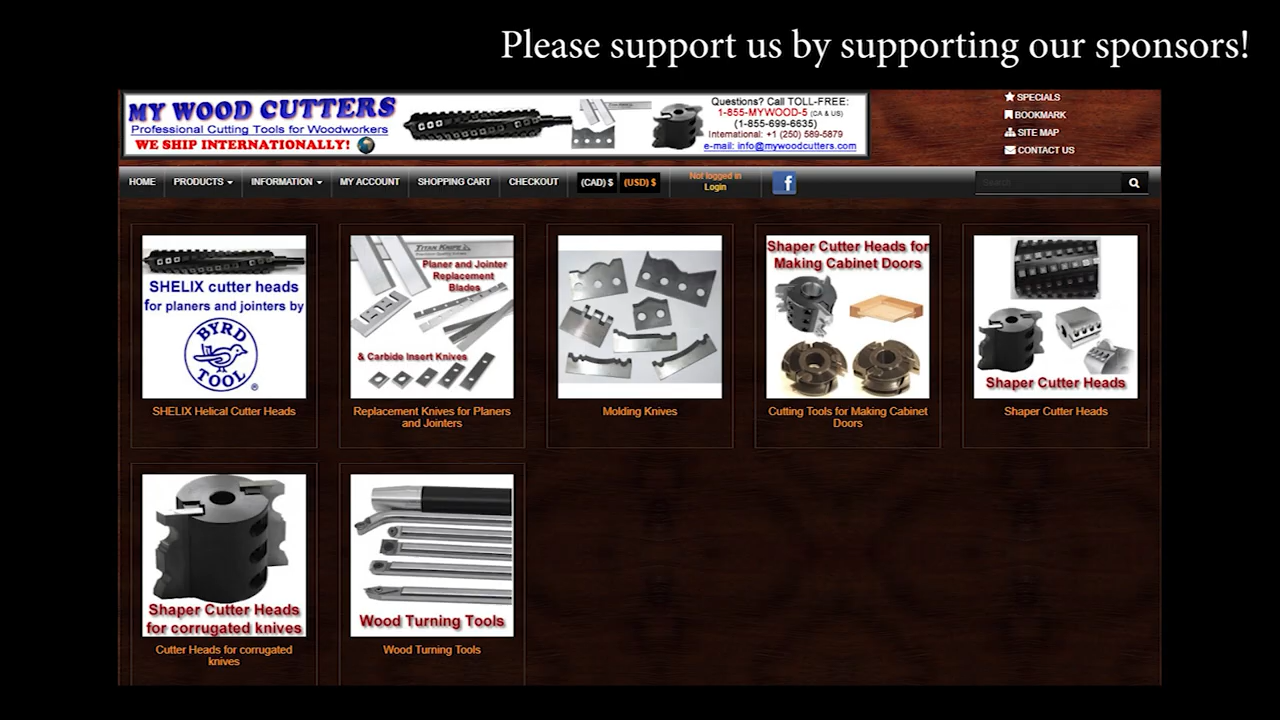 Please support us by supporting our sponsors!
MY WOOD CUTTERS
Professional Cutting Tools for Woodworkers
WE SHIP INTERNATIONALLY!
Questions? Call TOLL-FREE:
1-855-MYWOOD-5 (CA & US)
(1-855-699-6635)
International: +1 (250) 589-5879
e-mail: info@mywoodcutters.com
SPECIALS
BOOKMARK
SITE MAP
CONTACT US
HOME PRODUCTS INFORMATION MY ACCOUNT SHOPPING CART CHECKOUT (CAD) $ (USD) $
Not logged in
Login
f
Search
SHELIX cutter heads
for planers and jointers by
BYRD
TOOL
®
SHELIX Helical Cutter Heads
TITAN KNIFE
Planer and Jointer
Replacement
Blades
& Carbide Insert Knives
Replacement Knives for Planers
and Jointers
Molding Knives
Shaper Cutter Heads for
Making Cabinet Doors
Cutting Tools for Making Cabinet
Doors
Shaper Cutter Heads
Shaper Cutter Heads
Shaper Cutter Heads
for corrugated knives
Cutter Heads for corrugated
knives
Wood Turning Tools
Wood Turning Tools